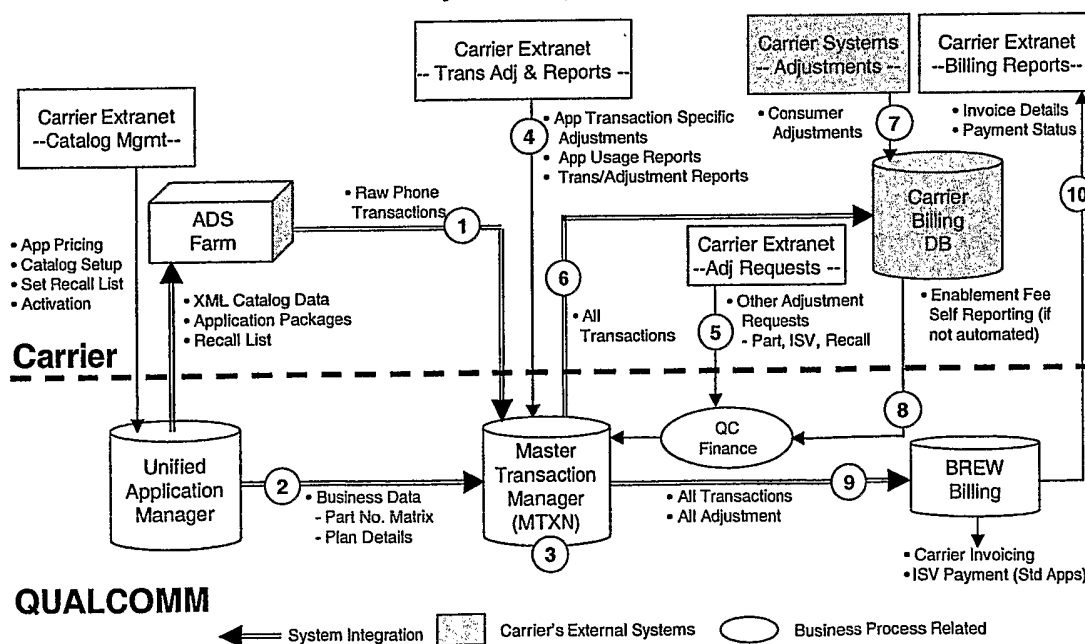 Carrier Extranet
-- Trans Adj & Reports --
Carrier Systems
-- Adjustments --
Carrier Extranet
--Billing Reports--
Carrier Extranet
--Catalog Mgmt--
4
• App Transaction Specific
Adjustments
• App Usage Reports
• Trans/Adjustment Reports
• Consumer
Adjustments
7
• Invoice Details
• Payment Status
ADS
Farm
• Raw Phone
Transactions
1
Carrier
Billing
DB
10
• App Pricing
• Catalog Setup
• Set Recall List
• Activation
• XML Catalog Data
• Application Packages
• Recall List
6
• All
Transactions
Carrier Extranet
--Adj Requests --
5
• Other Adjustment
Requests
- Part, ISV, Recall
• Enablement Fee
Self Reporting (if
not automated)
Carrier
8
Unified
Application
Manager
2
• Business Data
- Part No. Matrix
- Plan Details
Master
Transaction
Manager
(MTXN)
3
QC
Finance
9
• All Transactions
• All Adjustment
BREW
Billing
• Carrier Invoicing
• ISV Payment (Std Apps)
QUALCOMM
System Integration
Carrier's External Systems
Business Process Related